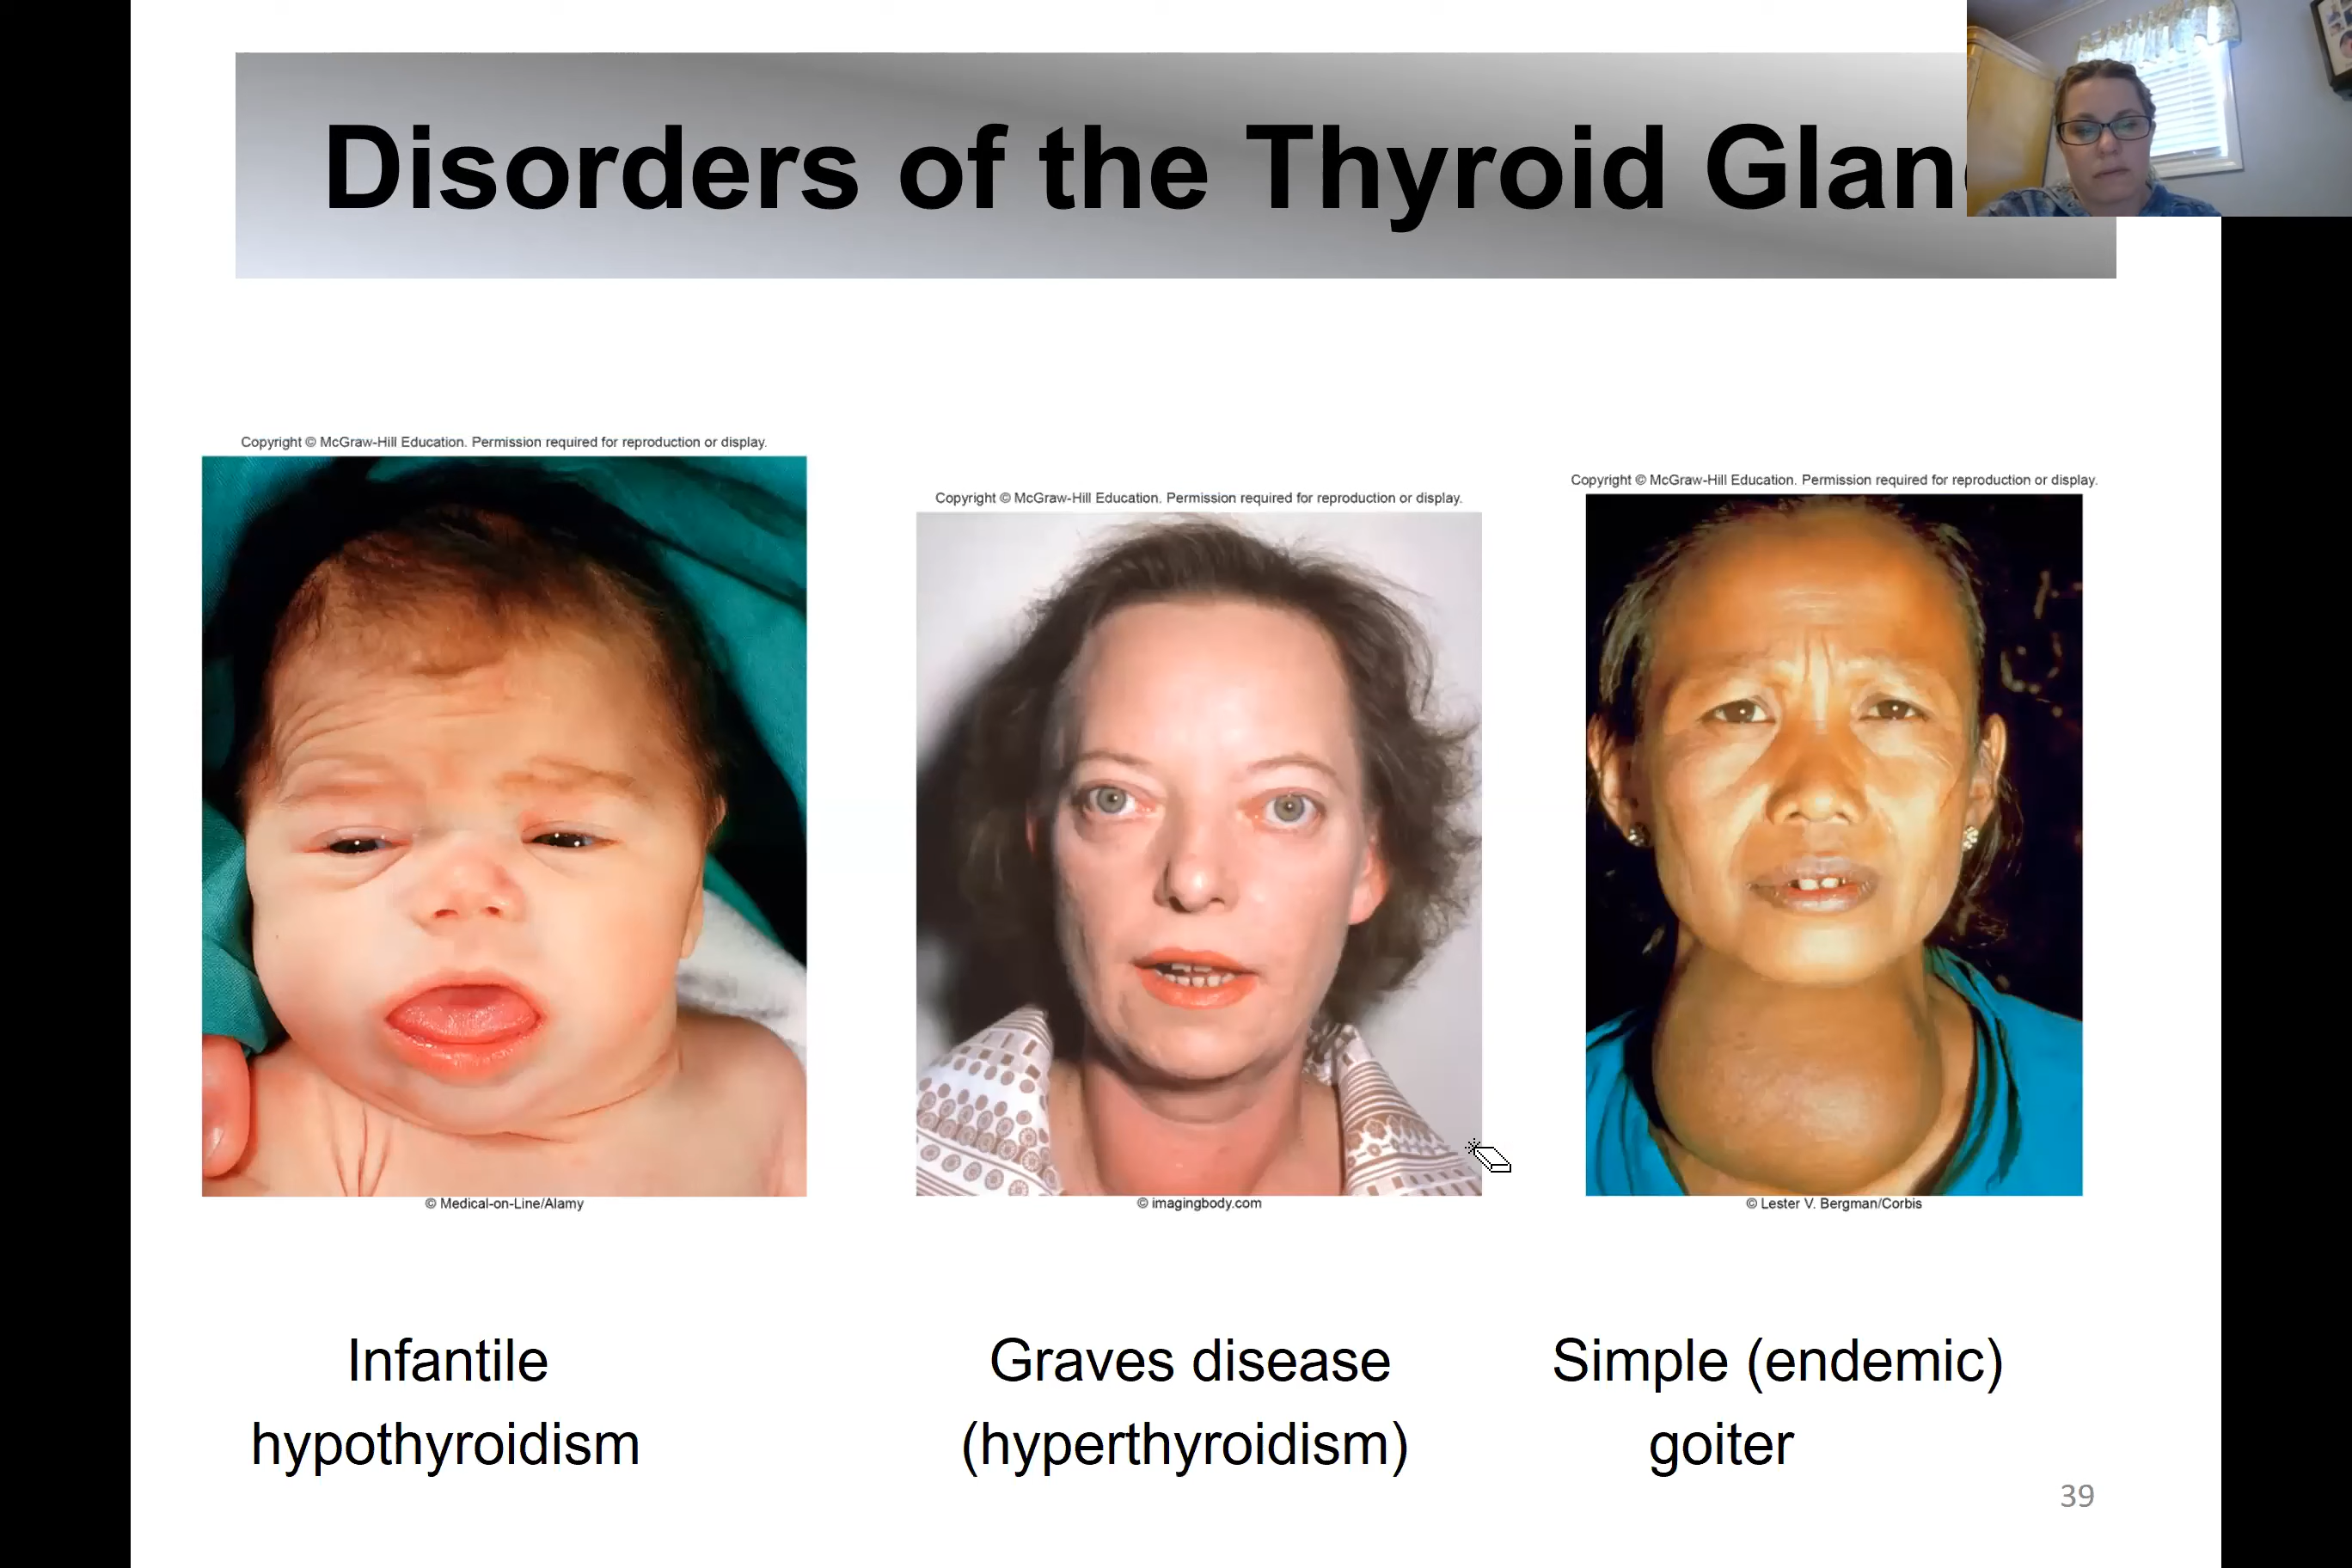 Disorders of the Thyroid Glan
Copyright © McGraw-Hill Education. Permission required for reproduction or display.
Copyright © McGraw-Hill Education. Permission required for reproduction or display.
Copyright © McGraw-Hill Education. Permission required for reproduction or display.
© Medical-on-Line/Alamy
© imagingbody.com
© Lester V. Bergman/Corbis
Infantile
hypothyroidism
Graves disease
(hyperthyroidism)
Simple (endemic)
goiter
39